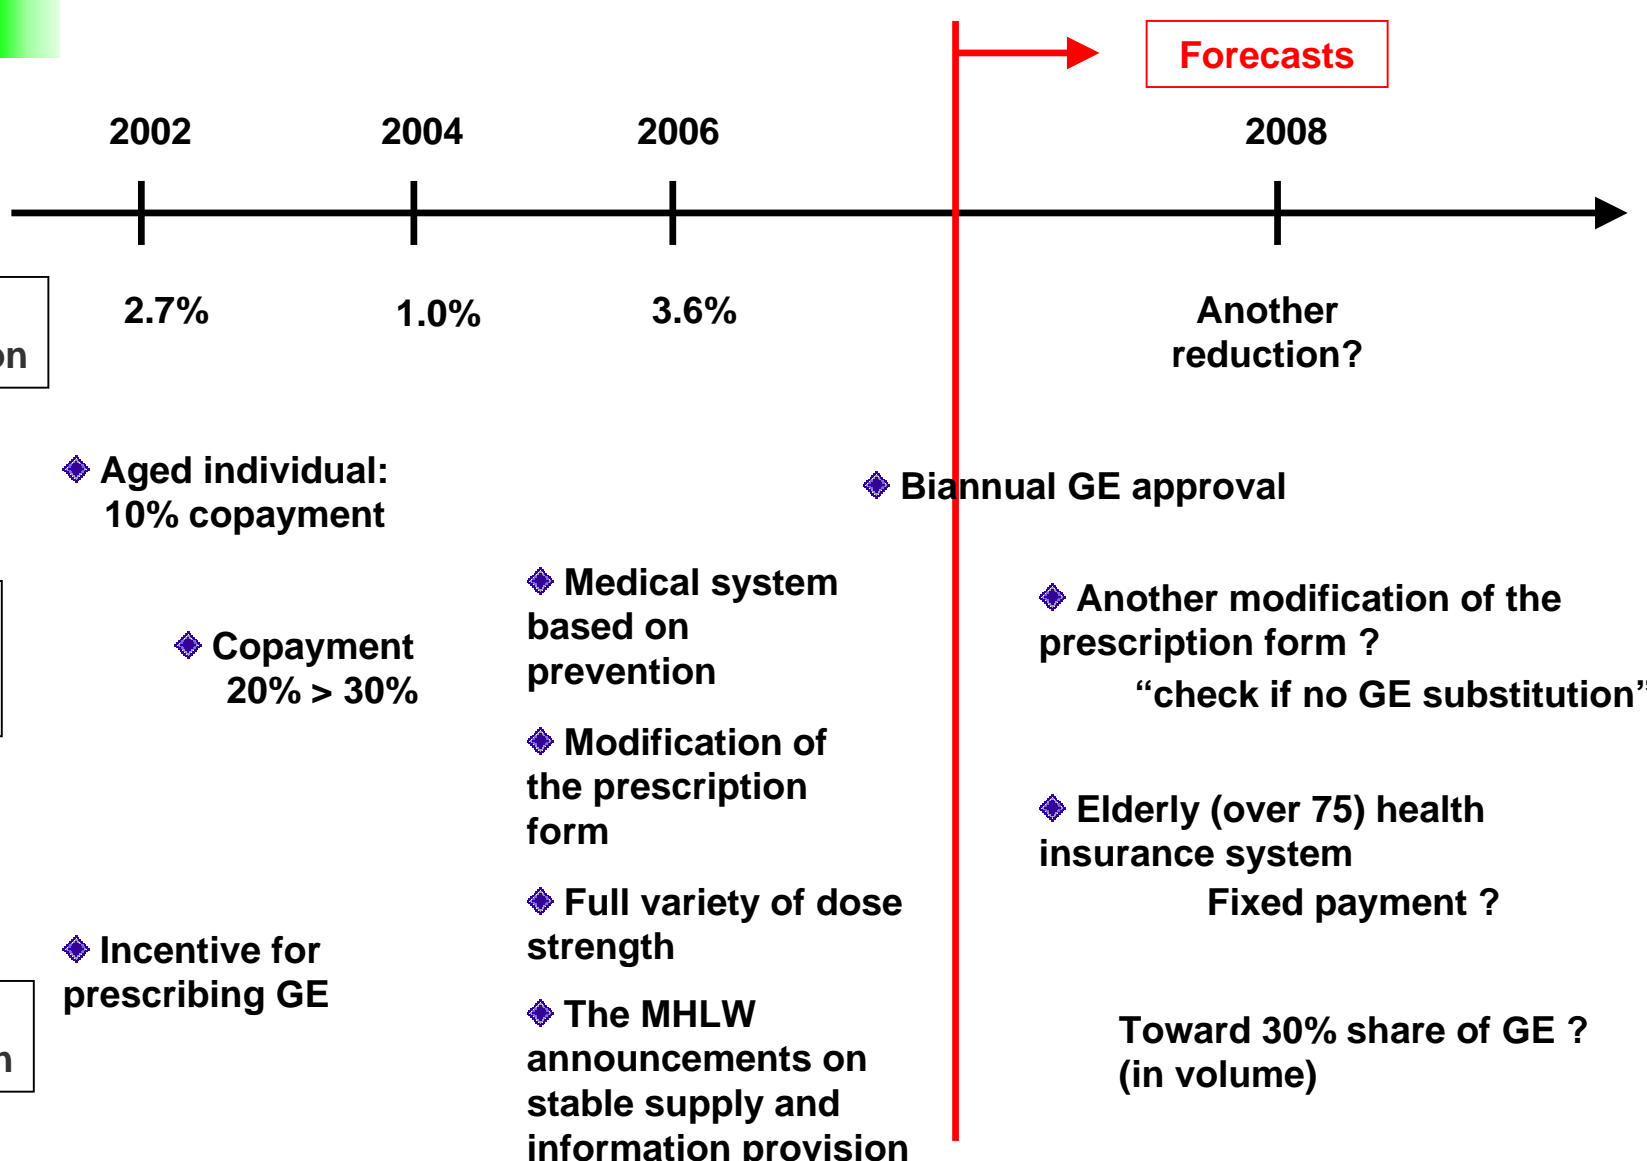 Forecasts
2002 2004 2006 2008
2.7% 1.0% 3.6% Another
reduction?
on
Aged individual:
10% copayment
Biannual GE approval
Copayment
20% > 30%
Medical system
based on
prevention
Another modification of the
prescription form ?
“check if no GE substitution”
Modification of
the prescription
form
Elderly (over 75) health
insurance system
Fixed payment ?
Full variety of dose
strength
Incentive for
prescribing GE
n
The MHLW
announcements on
stable supply and
information provision
Toward 30% share of GE ?
(in volume)